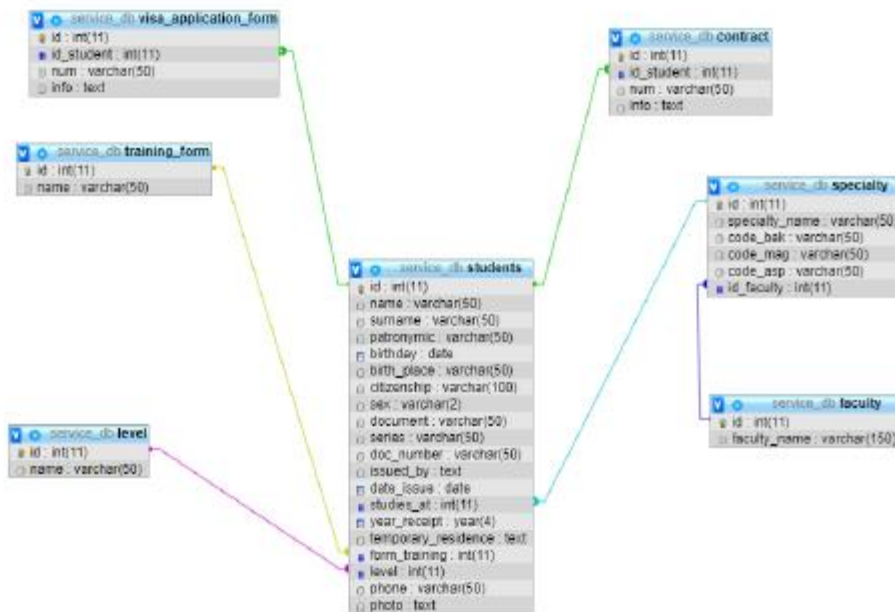 service_db visa_application_form
id : int(11)
id_student : int(11)
num : varchar(50)
info : text
service_db contract
id : int(11)
id_student : int(11)
num : varchar(50)
info : text
service_db training_form
id : int(11)
name : varchar(50)
service_db specialty
id : int(11)
specialty_name : varchar(50
code_bak : varchar(50)
code_mag : varchar(50)
code_asp : varchar(50)
id_faculty : int(11)
service_db students
id : int(11)
name : varchar(50)
surname : varchar(50)
patronymic : varchar(50)
birthday : date
birth_place : varchar(50)
citizenship : varchar(100)
sex : varchar(2)
document : varchar(50)
series : varchar(50)
doc_number : varchar(50)
issued_by : text
date_issue : date
studies_at : int(11)
year_receipt : year(4)
temporary_residence : text
form_training : int(11)
level : int(11)
phone : varchar(50)
photo : text
service_db faculty
id : int(11)
faculty_name : varchar(150)
service_db level
id : int(11)
name : varchar(50)